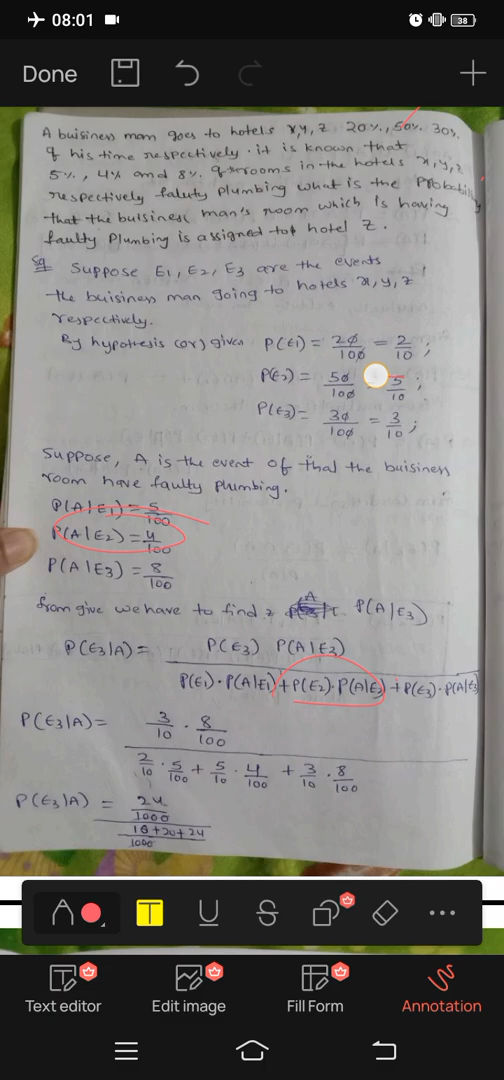 08:01
38
Done
A buisiness man goes to hotels x,y,z 20%, 50% 30%
of his time respectively. it is known that
5%, 4% and 8% of the rooms in the hotels x,y,z
respectively faluty plumbing what is the Probability
that the buisiness man's room which is having
faulty Plumbing is assigned to hotel z.
Suppose E1, E2, E3 are the events
the buisiness man going to hotels x,y,z
respectively.
By hypothesis (or) given P(E1) = 20/100 = 2/10 ;
P(E2) = 50/100 5/10 ;
P(E3) = 30/100 = 3/10 ;
Suppose, A is the event of that the buisiness
room have faulty plumbing.
P(A|E1) = 5/100
P(A|E2) = 4/100
P(A|E3) = 8/100
from give we have to find P(A|E3)
P(E3|A) = P(E3) P(A|E3)
P(E1).P(A|E1)+P(E2).P(A|E2)+P(E3).P(A|E3)
P(E3|A) = 3/10 . 8/100
2/10 . 5/100 + 5/10 . 4/100 + 3/10 . 8/100
P(E3|A) = 24/1000
10+20+24
1000
T
U
S
Text editor
Edit image
Fill Form
Annotation